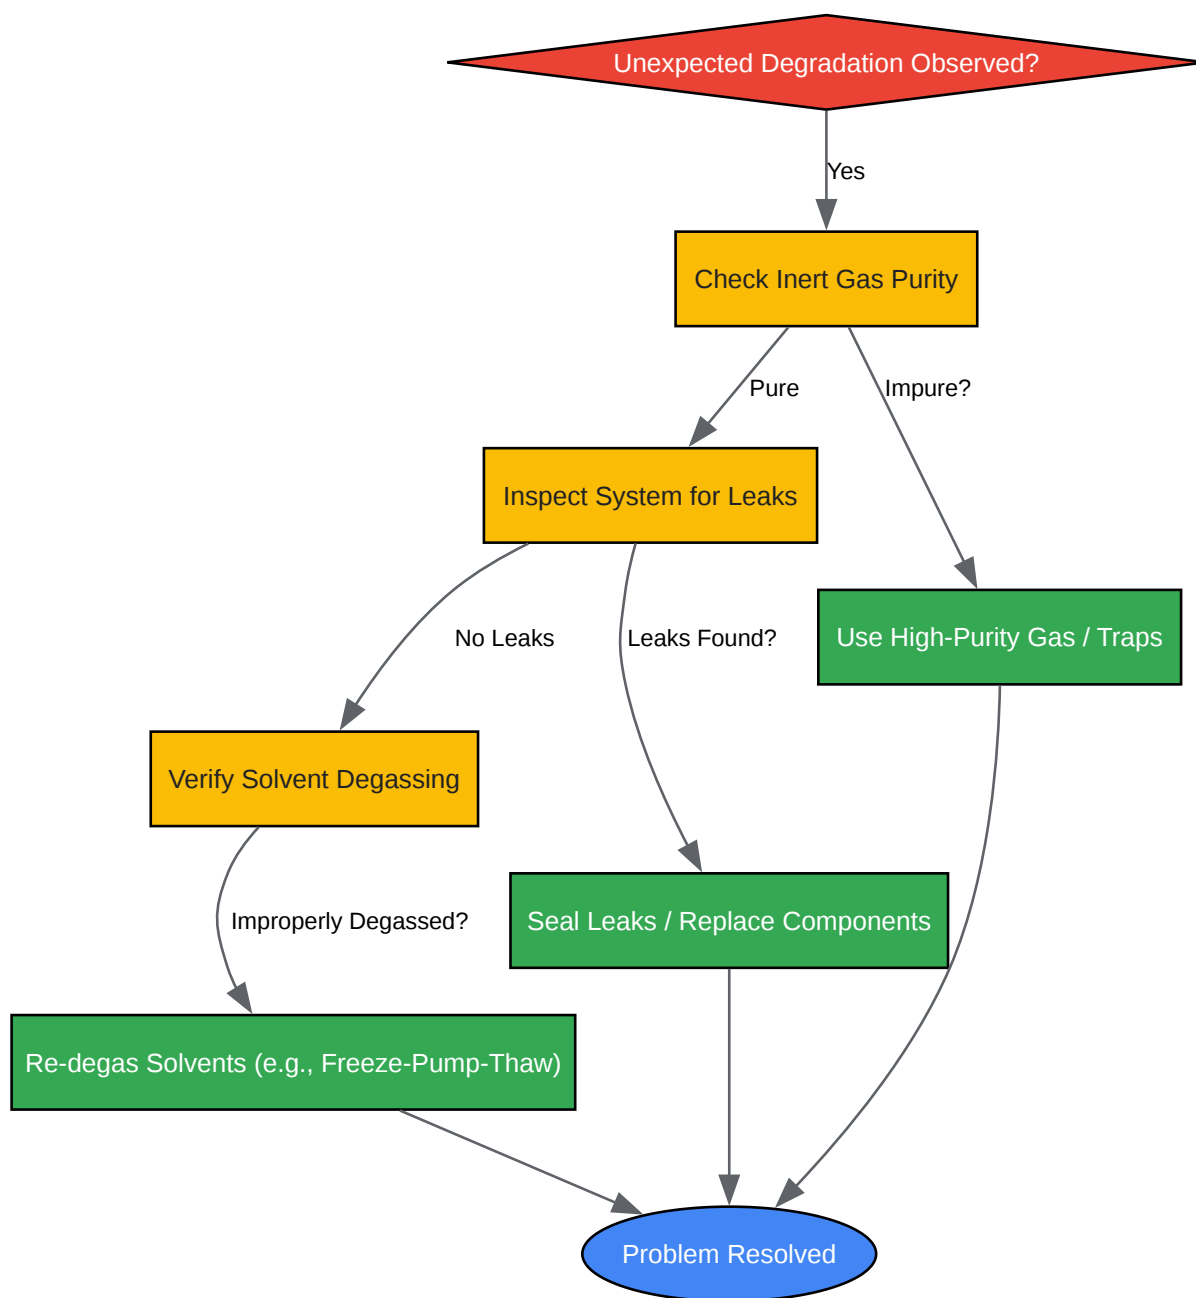 Unexpected Degradation Observed?
Yes
Check Inert Gas Purity
Pure
Impure?
Inspect System for Leaks
No Leaks
Leaks Found?
Use High-Purity Gas / Traps
Verify Solvent Degassing
Improperly Degassed?
Seal Leaks / Replace Components
Re-degas Solvents (e.g., Freeze-Pump-Thaw)
Problem Resolved